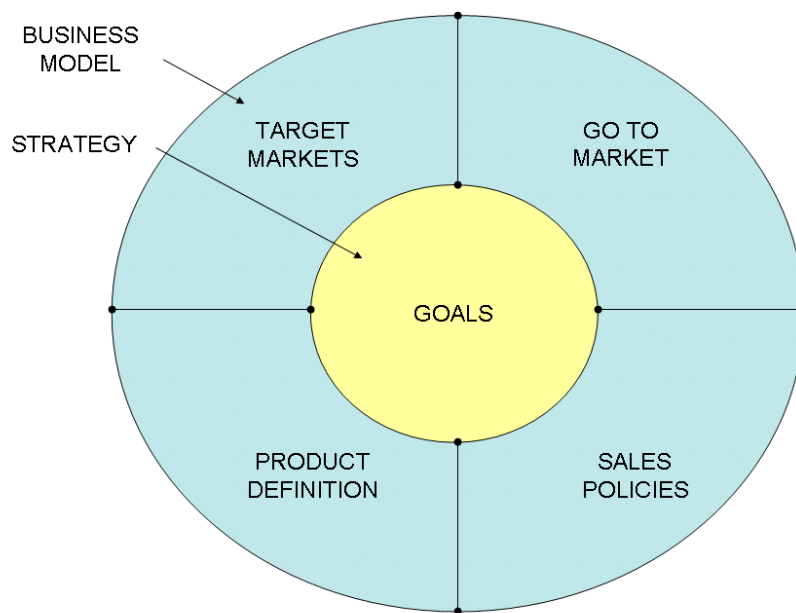 BUSINESS
MODEL
STRATEGY
TARGET
MARKETS
GO TO
MARKET
GOALS
PRODUCT
DEFINITION
SALES
POLICIES